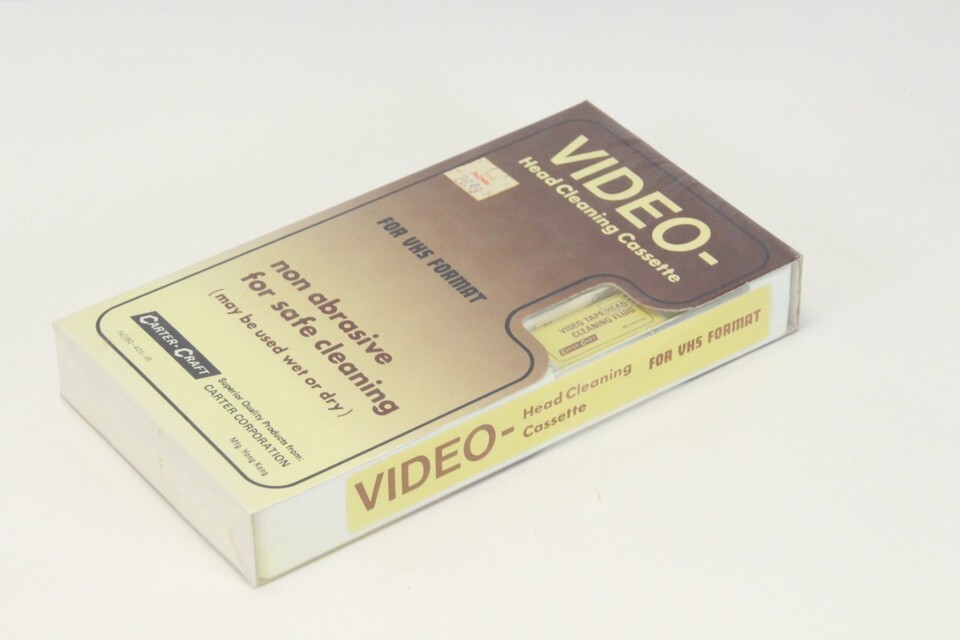 VIDEO-
Head Cleaning Cassette
FOR VHS FORMAT
non abrasive
for safe cleaning
(may be used wet or dry)
CARTER-CRAFT
Superior Quality Products from:
CARTER CORPORATION
Mfg. Hong Kong
VIDEO TAPE HEAD
CLEANING FLUID
CARTER-CRAFT
VIDEO-
Head Cleaning
Cassette
FOR VHS FORMAT